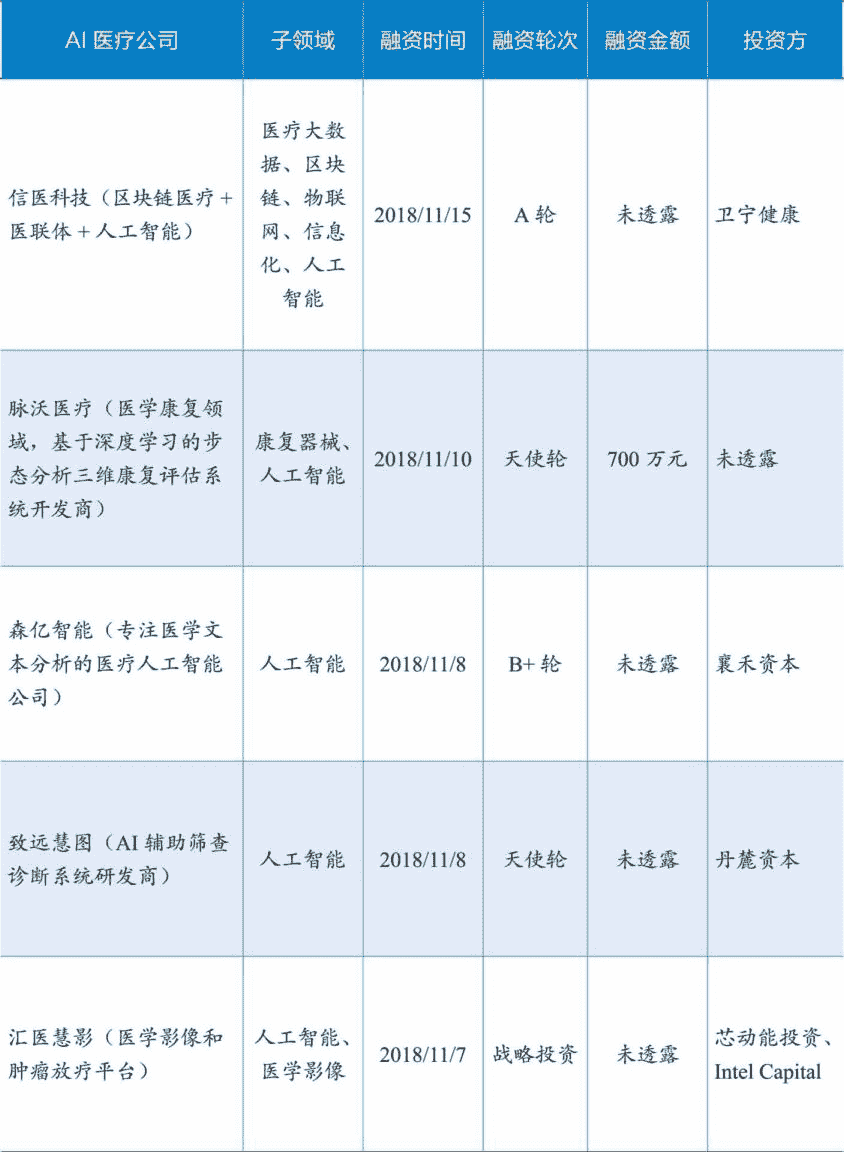 AI 医疗公司 子领域 融资时间 融资轮次 融资金额 投资方
信医科技（区块链医疗＋
医联体＋人工智能）
医疗大数
据、区块
链、物联
网、信息
化、人工
智能
2018/11/15
A 轮
未透露
卫宁健康
脉沃医疗（医学康复领
域，基于深度学习的步
态分析三维康复评估系
统开发商）
康复器械、
人工智能
2018/11/10
天使轮
700 万元
未透露
森亿智能（专注医学文
本分析的医疗人工智能
公司）
人工智能
2018/11/8
B+ 轮
未透露
襄禾资本
致远慧图（AI 辅助筛查
诊断系统研发商）
人工智能
2018/11/8
天使轮
未透露
丹麓资本
汇医慧影（医学影像和
肿瘤放疗平台）
人工智能、
医学影像
2018/11/7
战略投资
未透露
芯动能投资、
Intel Capital